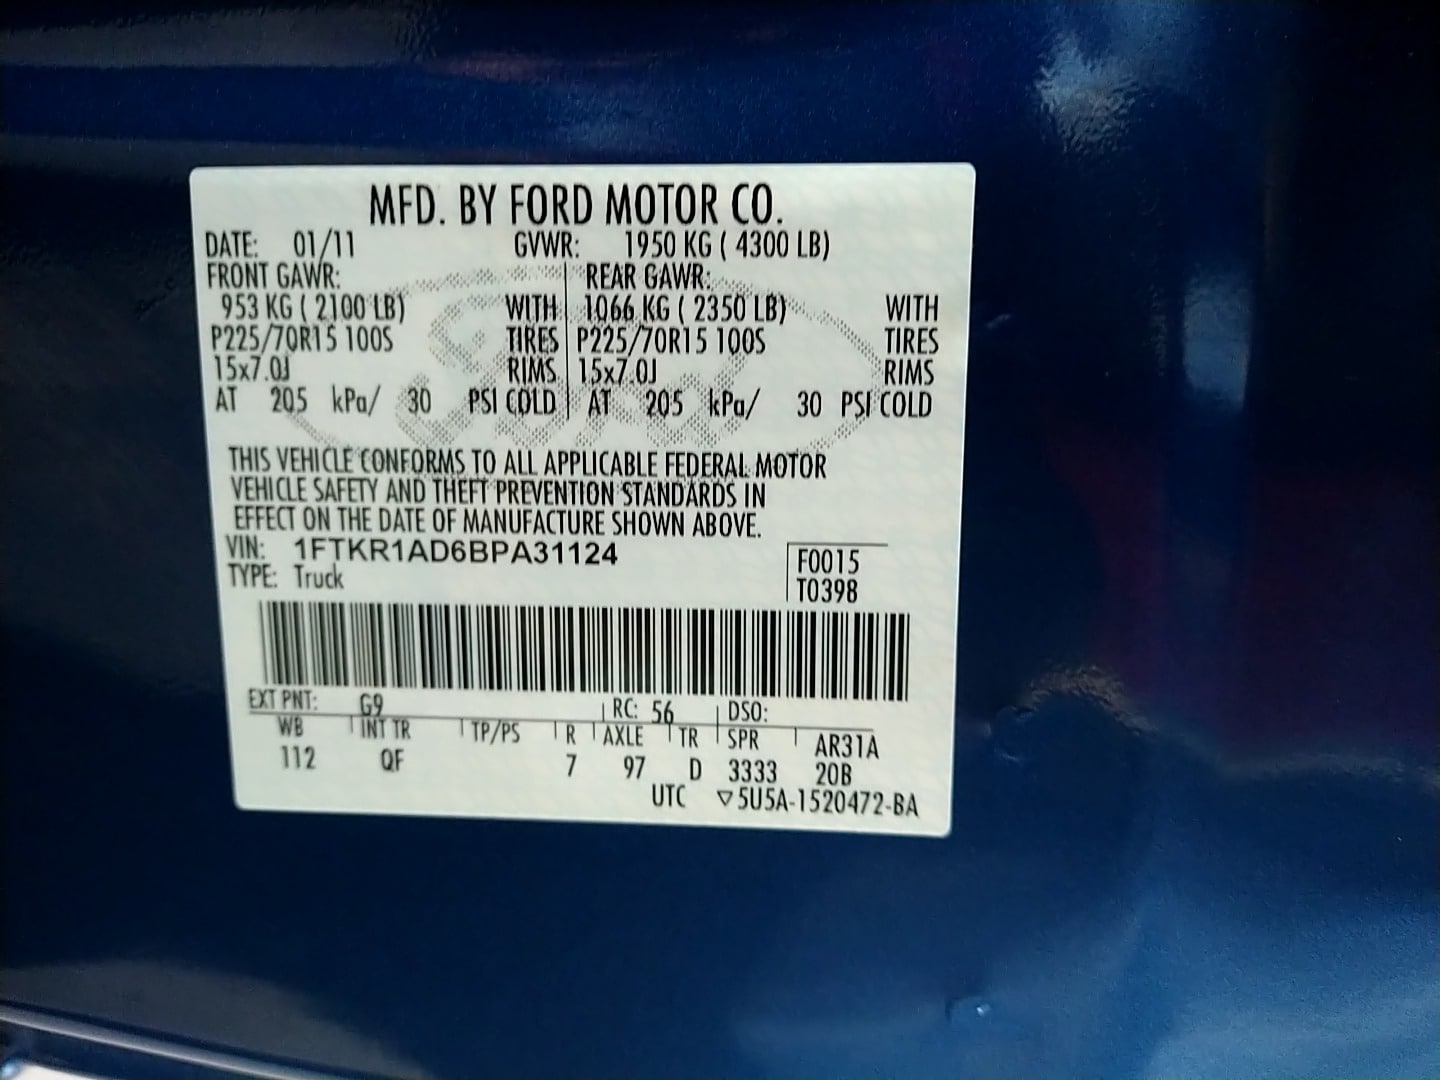 MFD. BY FORD MOTOR CO.
DATE: 01/11 GVWR: 1950 KG ( 4300 LB)
FRONT GAWR: REAR GAWR:
953 KG ( 2100 LB) WITH 1066 KG ( 2350 LB) WITH
P225/70R15 100S TIRES P225/70R15 100S TIRES
15x7.0J RIMS 15x7.0J RIMS
AT 205 kPa/ 30 PSI COLD AT 205 kPa/ 30 PSI COLD
Ford
THIS VEHICLE CONFORMS TO ALL APPLICABLE FEDERAL MOTOR
VEHICLE SAFETY AND THEFT PREVENTION STANDARDS IN
EFFECT ON THE DATE OF MANUFACTURE SHOWN ABOVE.
VIN: 1FTKR1AD6BPA31124 F0015
TYPE: Truck T0398
EXT PNT: G9 RC: 56 DSO:
WB INT TR TP/PS R AXLE TR SPR AR31A
112 QF 7 97 D 3333 20B
UTC ▽5U5A-1520472-BA